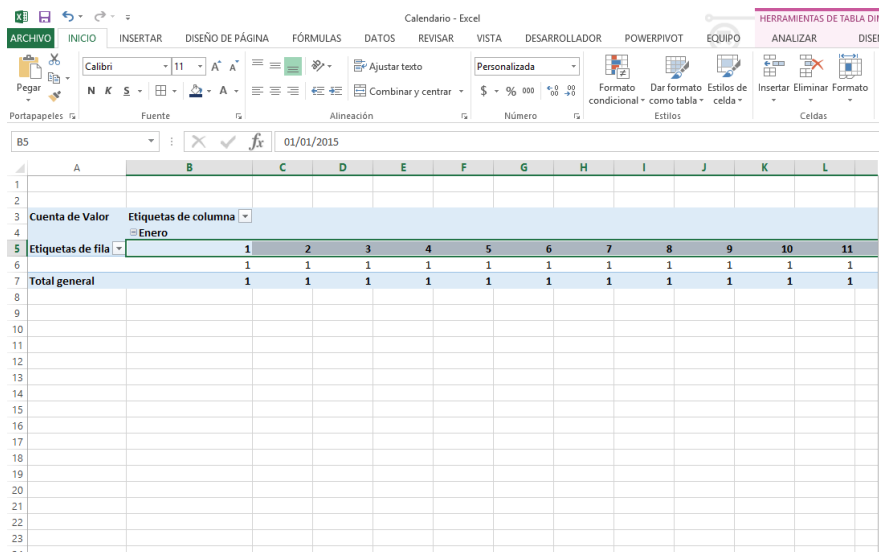 Calendario - Excel
HERRAMIENTAS DE TABLA DIN
ARCHIVO INICIO INSERTAR DISEÑO DE PÁGINA FÓRMULAS DATOS REVISAR VISTA DESARROLLADOR POWERPIVOT EQUIPO ANALIZAR DISEÑ
Pegar
Calibri 11 A A
N K S A
Ajustar texto
Combinar y centrar
Personalizada
$ % 000
Formato condicional
Dar formato como tabla
Estilos de celda
Insertar Eliminar Formato
Portapapeles Fuente Alineación Número Estilos Celdas
B5 fx 01/01/2015
A B C D E F G H I J K L
1
2
3 Cuenta de Valor Etiquetas de columna
4 Enero
5 Etiquetas de fila 1 2 3 4 5 6 7 8 9 10 11
6 1 1 1 1 1 1 1 1 1 1 1
7 Total general 1 1 1 1 1 1 1 1 1 1 1
8
9
10
11
12
13
14
15
16
17
18
19
20
21
22
23